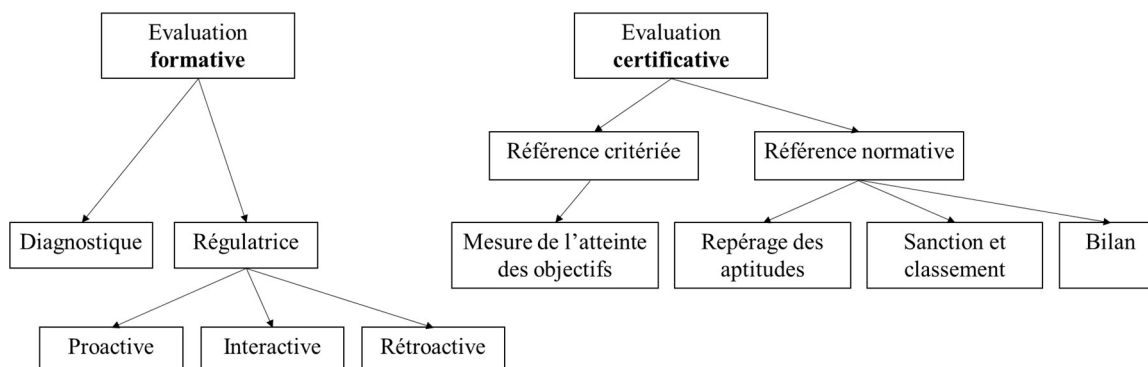 Evaluation
formative
Evaluation
certificative
Référence critériée
Référence normative
Diagnostique
Régulatrice
Mesure de l’atteinte
des objectifs
Repérage des
aptitudes
Sanction et
classement
Bilan
Proactive
Interactive
Rétroactive